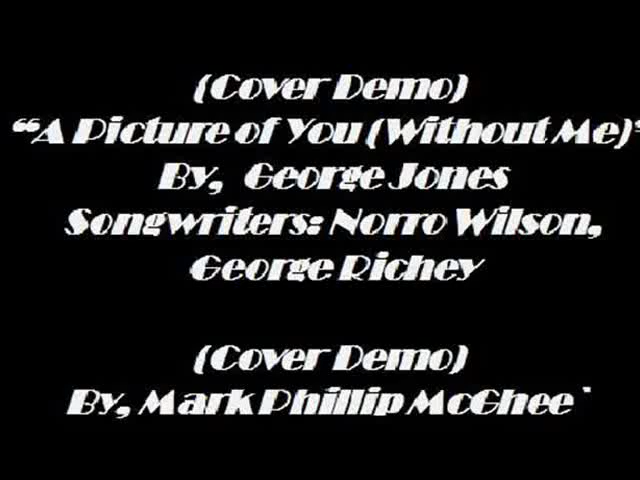 (Cover Demo)
“A Picture of You (Without Me)"
By,  George Jones
Songwriters: Norro Wilson,
George Richey
(Cover Demo)
By, Mark Phillip McGhee`